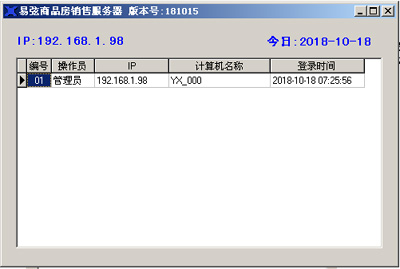 易弦商品房销售服务器 版本号:181015
IP:192.168.1.98 今日:2018-10-18
编号 操作员 IP 计算机名称 登录时间
01 管理员 192.168.1.98 YX_000 2018-10-18 07:25:56